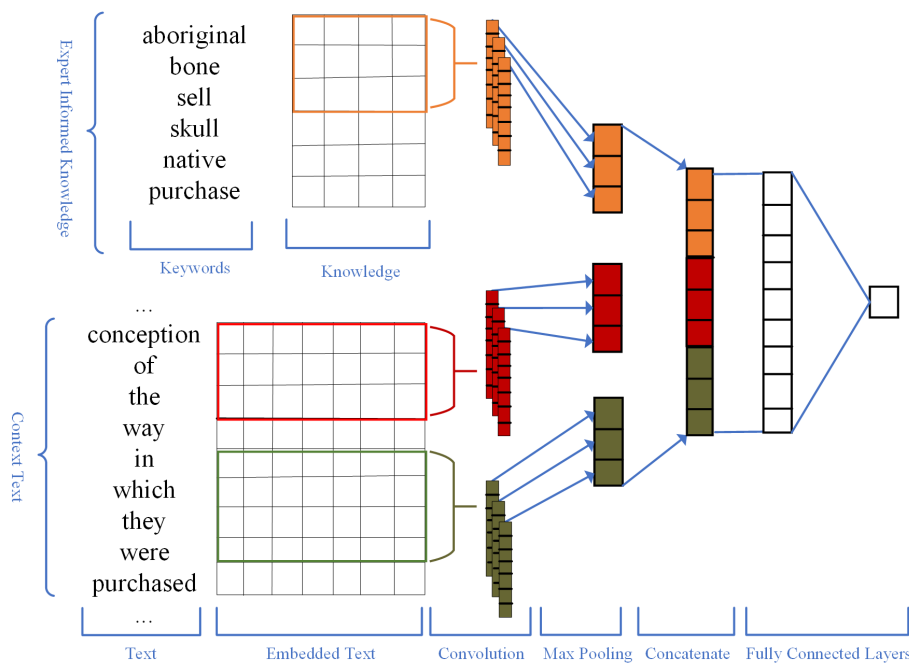 Expert Informed Knowledge
aboriginal
bone
sell
skull
native
purchase
Keywords
Knowledge
Context Text
...
conception
of
the
way
in
which
they
were
purchased
...
Text
Embedded Text
Convolution
Max Pooling
Concatenate
Fully Connected Layers